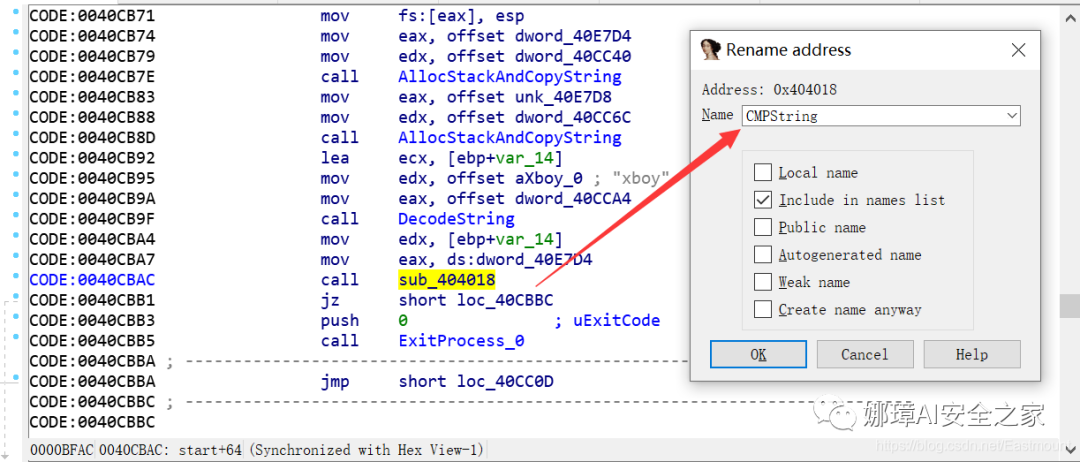 CODE:0040CB71 mov fs:[eax], esp
CODE:0040CB74 mov eax, offset dword_40E7D4
CODE:0040CB79 mov edx, offset dword_40CC40
CODE:0040CB7E call AllocStackAndCopyString
CODE:0040CB83 mov eax, offset unk_40E7D8
CODE:0040CB88 mov edx, offset dword_40CC6C
CODE:0040CB8D call AllocStackAndCopyString
CODE:0040CB92 lea ecx, [ebp+var_14]
CODE:0040CB95 mov edx, offset aXboy_0 ; "xboy"
CODE:0040CB9A mov eax, offset dword_40CCA4
CODE:0040CB9F call DecodeString
CODE:0040CBA4 mov edx, [ebp+var_14]
CODE:0040CBA7 mov eax, ds:dword_40E7D4
CODE:0040CBAC call sub_404018
CODE:0040CBB1 jz short loc_40CBBC
CODE:0040CBB3 push 0 ; uExitCode
CODE:0040CBB5 call ExitProcess_0
CODE:0040CBBA ; ---------------------------------------------------------------------------
CODE:0040CBBA jmp short loc_40CC0D
CODE:0040CBBC ; ---------------------------------------------------------------------------
CODE:0040CBBC
0000BFAC 0040CBAC: start+64 (Synchronized with Hex View-1)
Rename address
Address: 0x404018
Name CMPString
Local name
Include in names list
Public name
Autogenerated name
Weak name
Create name anyway
OK Cancel Help
娜璋AI安全之家
https://blog.csdn.net/Eastmount